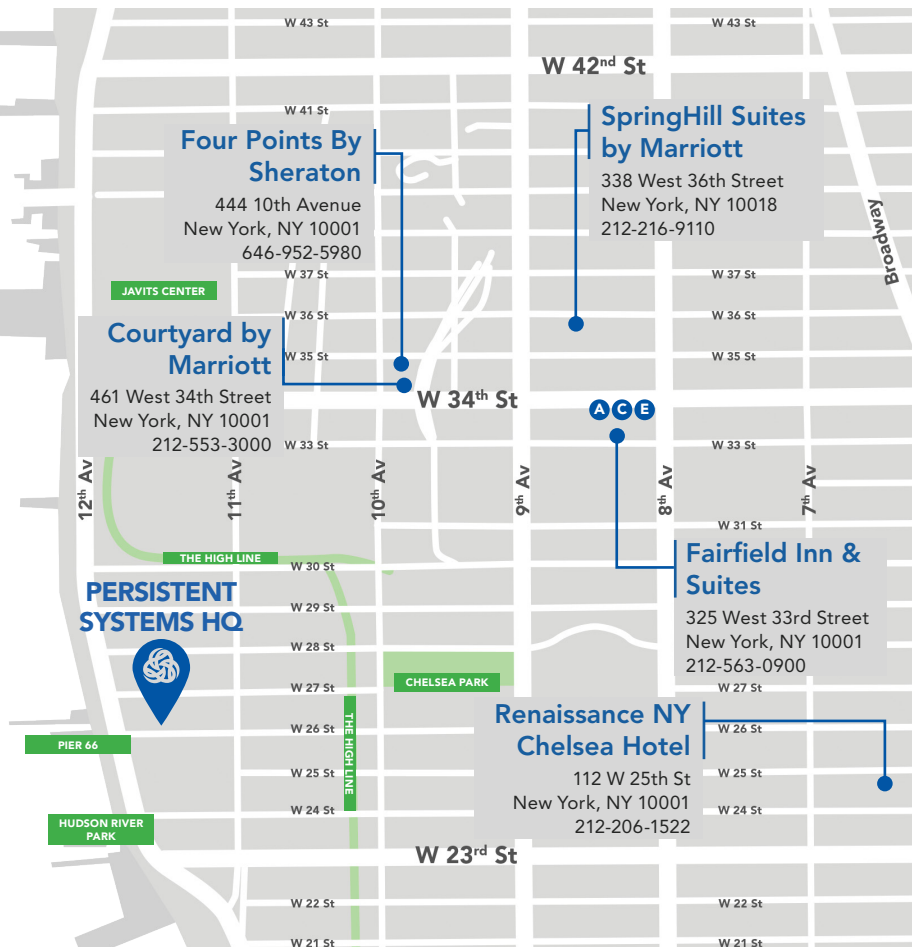 W 43 St
W 43 St
W 42nd St
W 41 St
Four Points By
Sheraton
444 10th Avenue
New York, NY 10001
646-952-5980
SpringHill Suites
by Marriott
338 West 36th Street
New York, NY 10018
212-216-9110
Broadway
W 37 St
W 37 St
JAVITS CENTER
W 36 St
W 36 St
Courtyard by
Marriott
461 West 34th Street
New York, NY 10001
212-553-3000
W 35 St
W 35 St
W 34th St
A C E
W 33 St
W 33 St
12th Av
11th Av
10th Av
9th Av
8th Av
7th Av
W 31 St
THE HIGH LINE
W 30 St
Fairfield Inn &
Suites
325 West 33rd Street
New York, NY 10001
212-563-0900
PERSISTENT
SYSTEMS HQ
W 29 St
W 28 St
W 27 St
CHELSEA PARK
W 27 St
THE HIGH LINE
Renaissance NY
Chelsea Hotel
112 W 25th St
New York, NY 10001
212-206-1522
W 26 St
W 26 St
PIER 66
W 25 St
W 25 St
W 24 St
W 24 St
HUDSON RIVER
PARK
W 23rd St
W 22 St
W 22 St
W 21 St
W 21 St